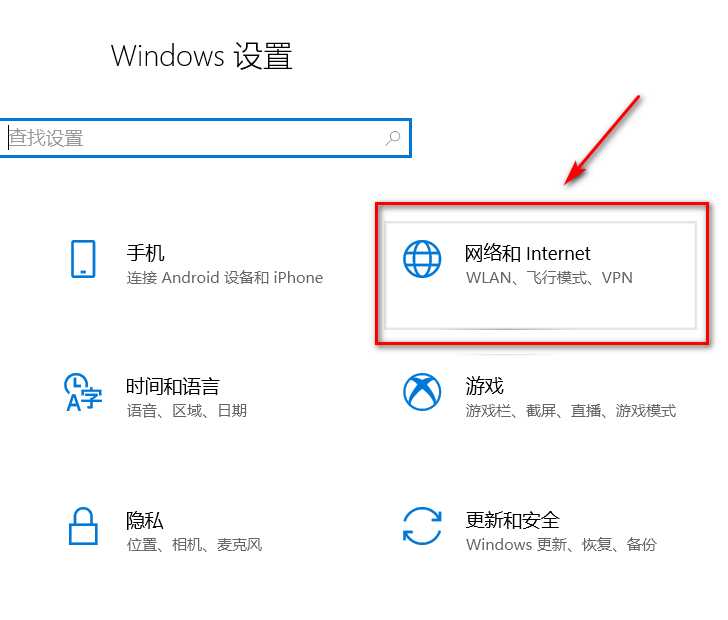 Windows 设置
查找设置
手机
连接 Android 设备和 iPhone
网络和 Internet
WLAN、飞行模式、VPN
时间和语言
语音、区域、日期
游戏
游戏栏、截屏、直播、游戏模式
隐私
位置、相机、麦克风
更新和安全
Windows 更新、恢复、备份